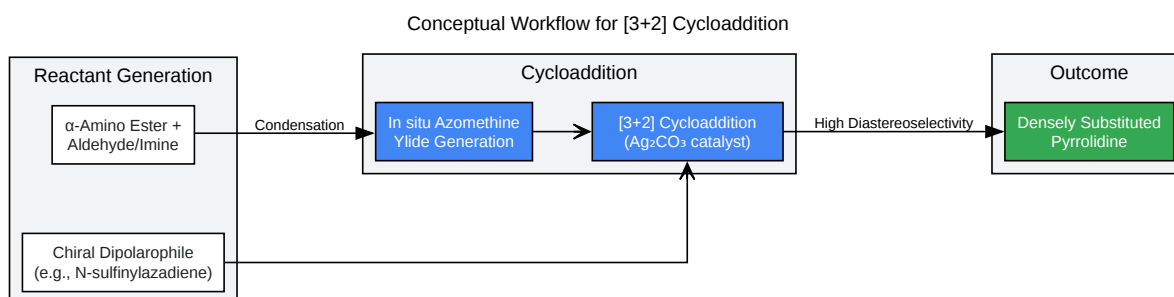 Conceptual Workflow for [3+2] Cycloaddition
Reactant Generation
α-Amino Ester +
Aldehyde/Imine
Chiral Dipolarophile
(e.g., N-sulfinylazadiene)
Condensation
Cycloaddition
In situ Azomethine
Ylide Generation
[3+2] Cycloaddition
(Ag₂CO₃ catalyst)
High Diastereoselectivity
Outcome
Densely Substituted
Pyrrolidine